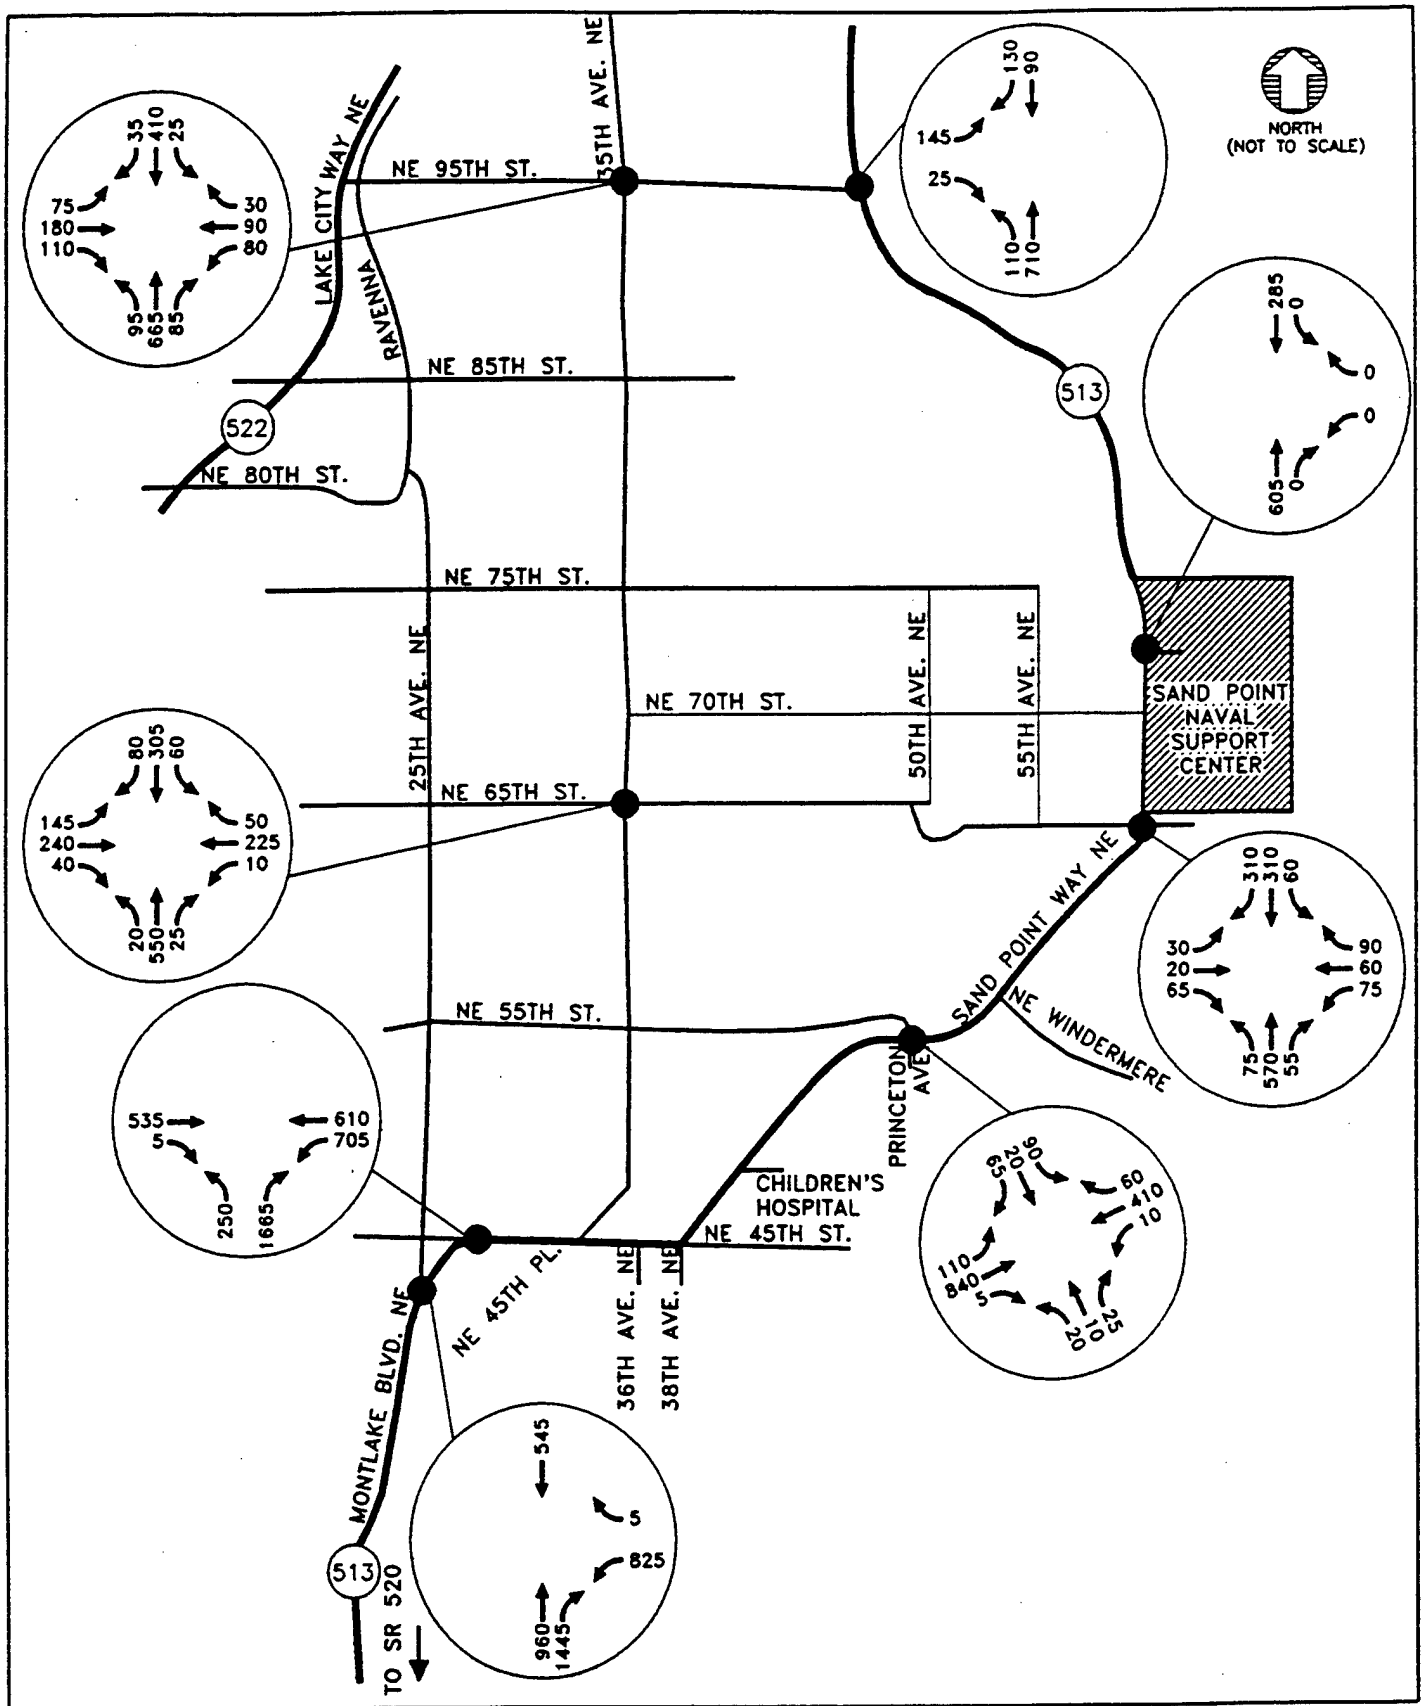 35TH AVE. NE
LAKE CITY WAY NE
RAVENNA
NE 95TH ST.
NORTH
(NOT TO SCALE)
35
410
25
75
180
110
30
90
80
95
665
85
130
90
145
25
110
710
285
0
0
0
605
0
NE 85TH ST.
513
522
NE 80TH ST.
NE 75TH ST.
25TH AVE. NE
50TH AVE. NE
55TH AVE. NE
NE 70TH ST.
SAND POINT
NAVAL
SUPPORT
CENTER
NE 65TH ST.
80
305
60
145
240
40
50
225
10
20
550
25
SAND POINT WAY NE
NE WINDERMERE
310
310
60
30
20
65
90
60
75
75
570
55
NE 55TH ST.
PRINCETON
AVE.
535
5
610
705
250
1665
CHILDREN'S
HOSPITAL
NE 45TH ST.
65
20
90
60
410
10
110
840
5
20
10
25
NE 45TH PL.
36TH AVE. NE
38TH AVE. NE
MONTLAKE BLVD. NE
545
5
825
960
1445
513
TO SR 520